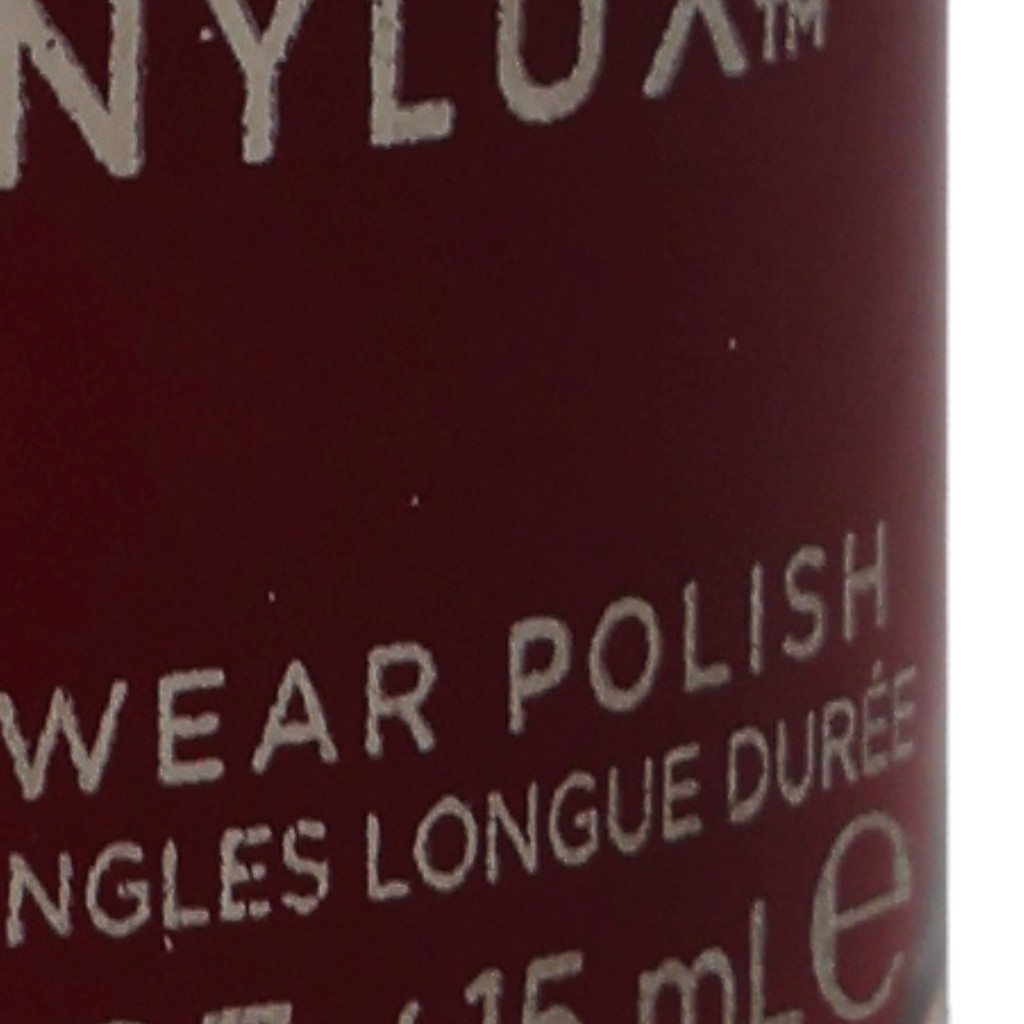 NYLUX™
WEAR POLISH
NGLES LONGUE DURÉE
/ 15 mL e